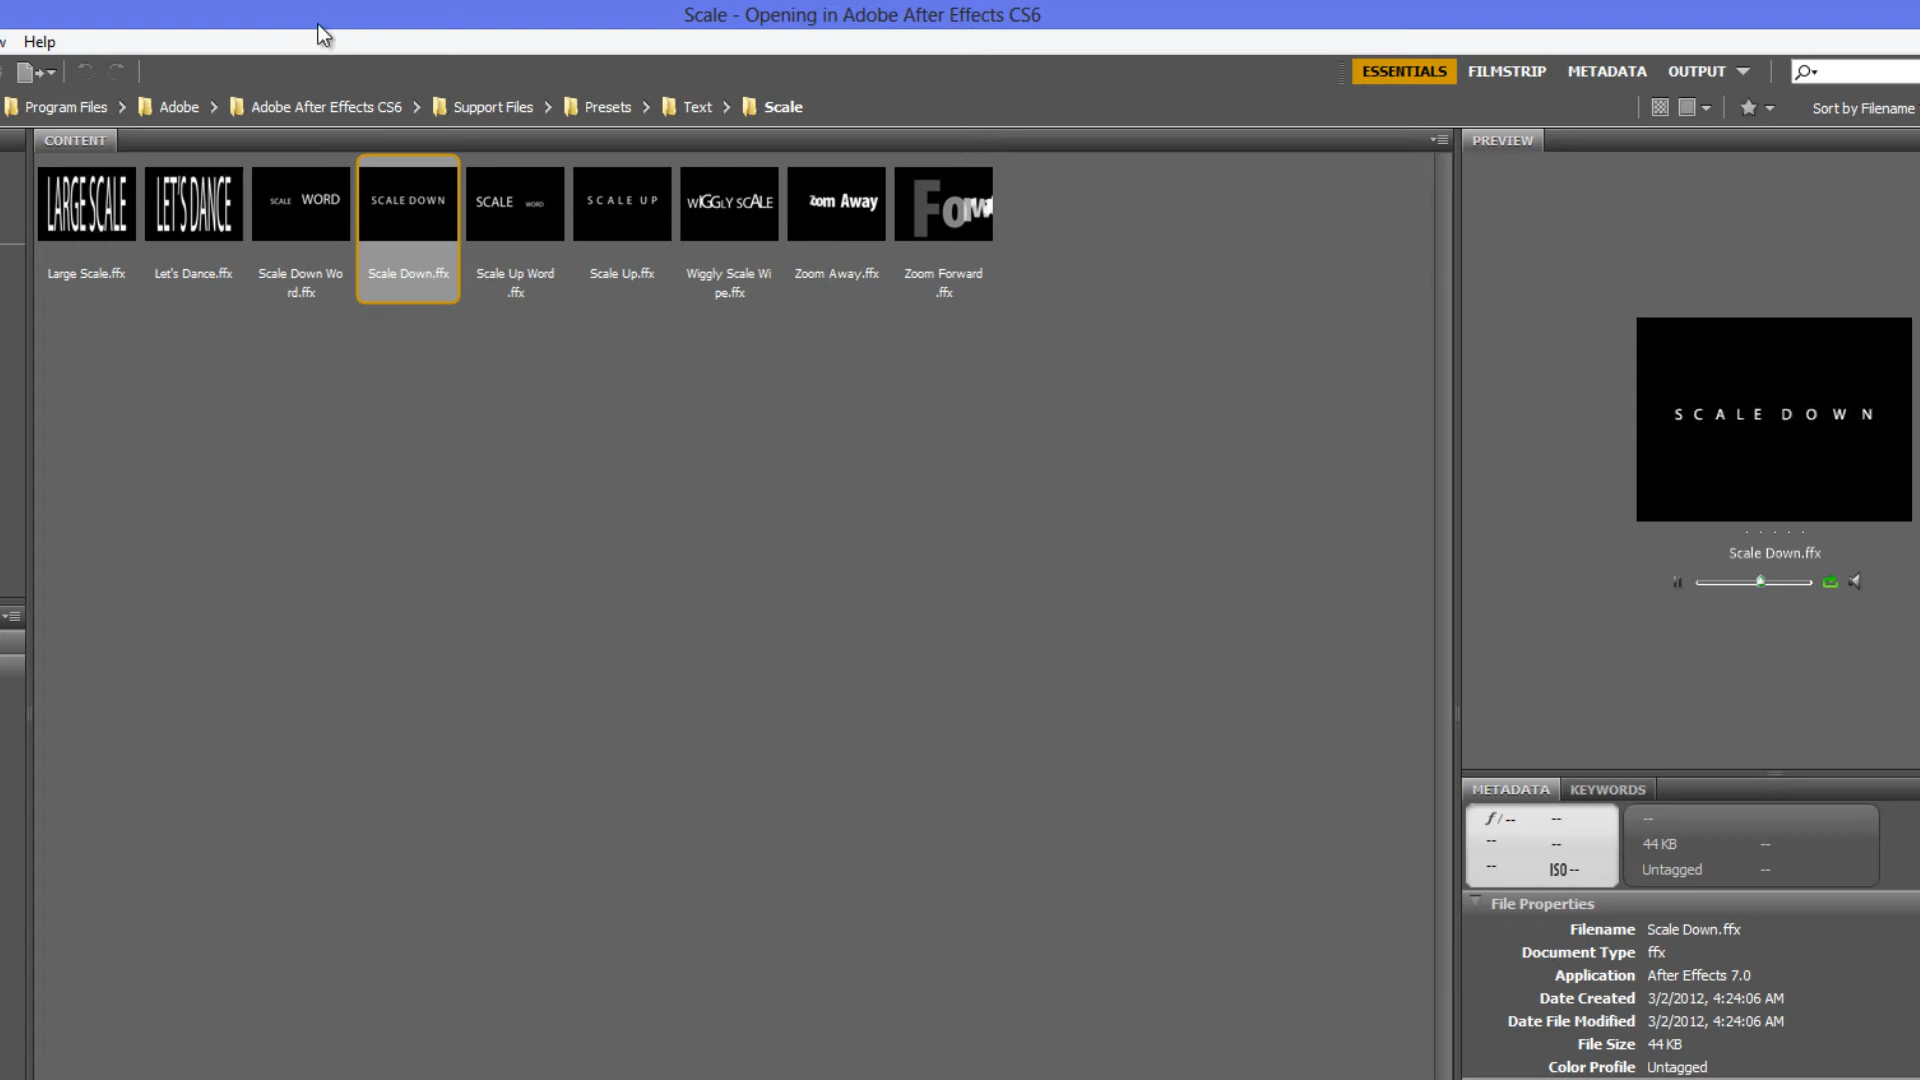 Scale - Opening in Adobe After Effects CS6
Help
ESSENTIALS FILMSTRIP METADATA OUTPUT
Program Files Adobe Adobe After Effects CS6 Support Files Presets Text Scale
Sort by Filename
CONTENT
PREVIEW
LARGE SCALE
LET'S DANCE
SCALE WORD
SCALE DOWN
SCALE WORD
SCALE UP
WIGGLY SCALE
Zoom Away
Large Scale.ffx
Let's Dance.ffx
Scale Down Wo
rd.ffx
Scale Down.ffx
Scale Up Word
.ffx
Scale Up.ffx
Wiggly Scale Wi
pe.ffx
Zoom Away.ffx
Zoom Forward
.ffx
SCALE DOWN
Scale Down.ffx
METADATA KEYWORDS
f/-- --
-- --
-- ISO --
--
44 KB --
Untagged --
File Properties
Filename Scale Down.ffx
Document Type ffx
Application After Effects 7.0
Date Created 3/2/2012, 4:24:06 AM
Date File Modified 3/2/2012, 4:24:06 AM
File Size 44 KB
Color Profile Untagged